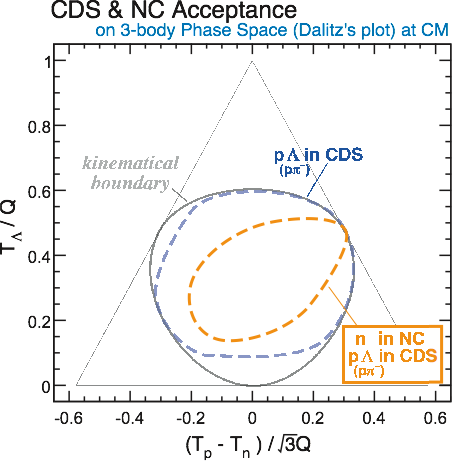 CDS & NC Acceptance
on 3-body Phase Space (Dalitz's plot) at CM
1
0.8
0.6
0.4
0.2
0
T_Λ / Q
kinematical
boundary
p Λ in CDS
(pπ⁻)
n in NC
p Λ in CDS
(pπ⁻)
-0.6 -0.4 -0.2 0 0.2 0.4 0.6
(T_p - T_n) / √3Q